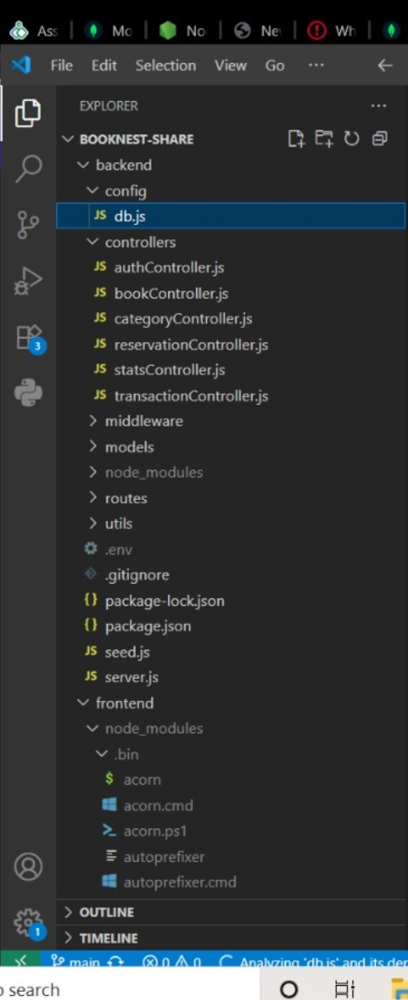 Ass Mo No Ne Wh
File Edit Selection View Go ···
EXPLORER ···
BOOKNEST-SHARE
backend
config
JS db.js
controllers
JS authController.js
JS bookController.js
JS categoryController.js
JS reservationController.js
JS statsController.js
JS transactionController.js
middleware
models
3
node_modules
routes
utils
.env
.gitignore
{} package-lock.json
{} package.json
JS seed.js
JS server.js
frontend
node_modules
.bin
$ acorn
acorn.cmd
acorn.ps1
autoprefixer
autoprefixer.cmd
OUTLINE
1
TIMELINE
main 0 0 Analyzing 'db.js' and its dep
o search